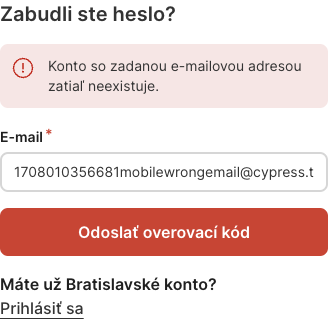 Zabudli ste heslo?
Konto so zadanou e-mailovou adresou
zatiaľ neexistuje.
E-mail *
1708010356681mobilewrongemail@cypress.t
Odoslať overovací kód
Máte už Bratislavské konto?
Prihlásiť sa